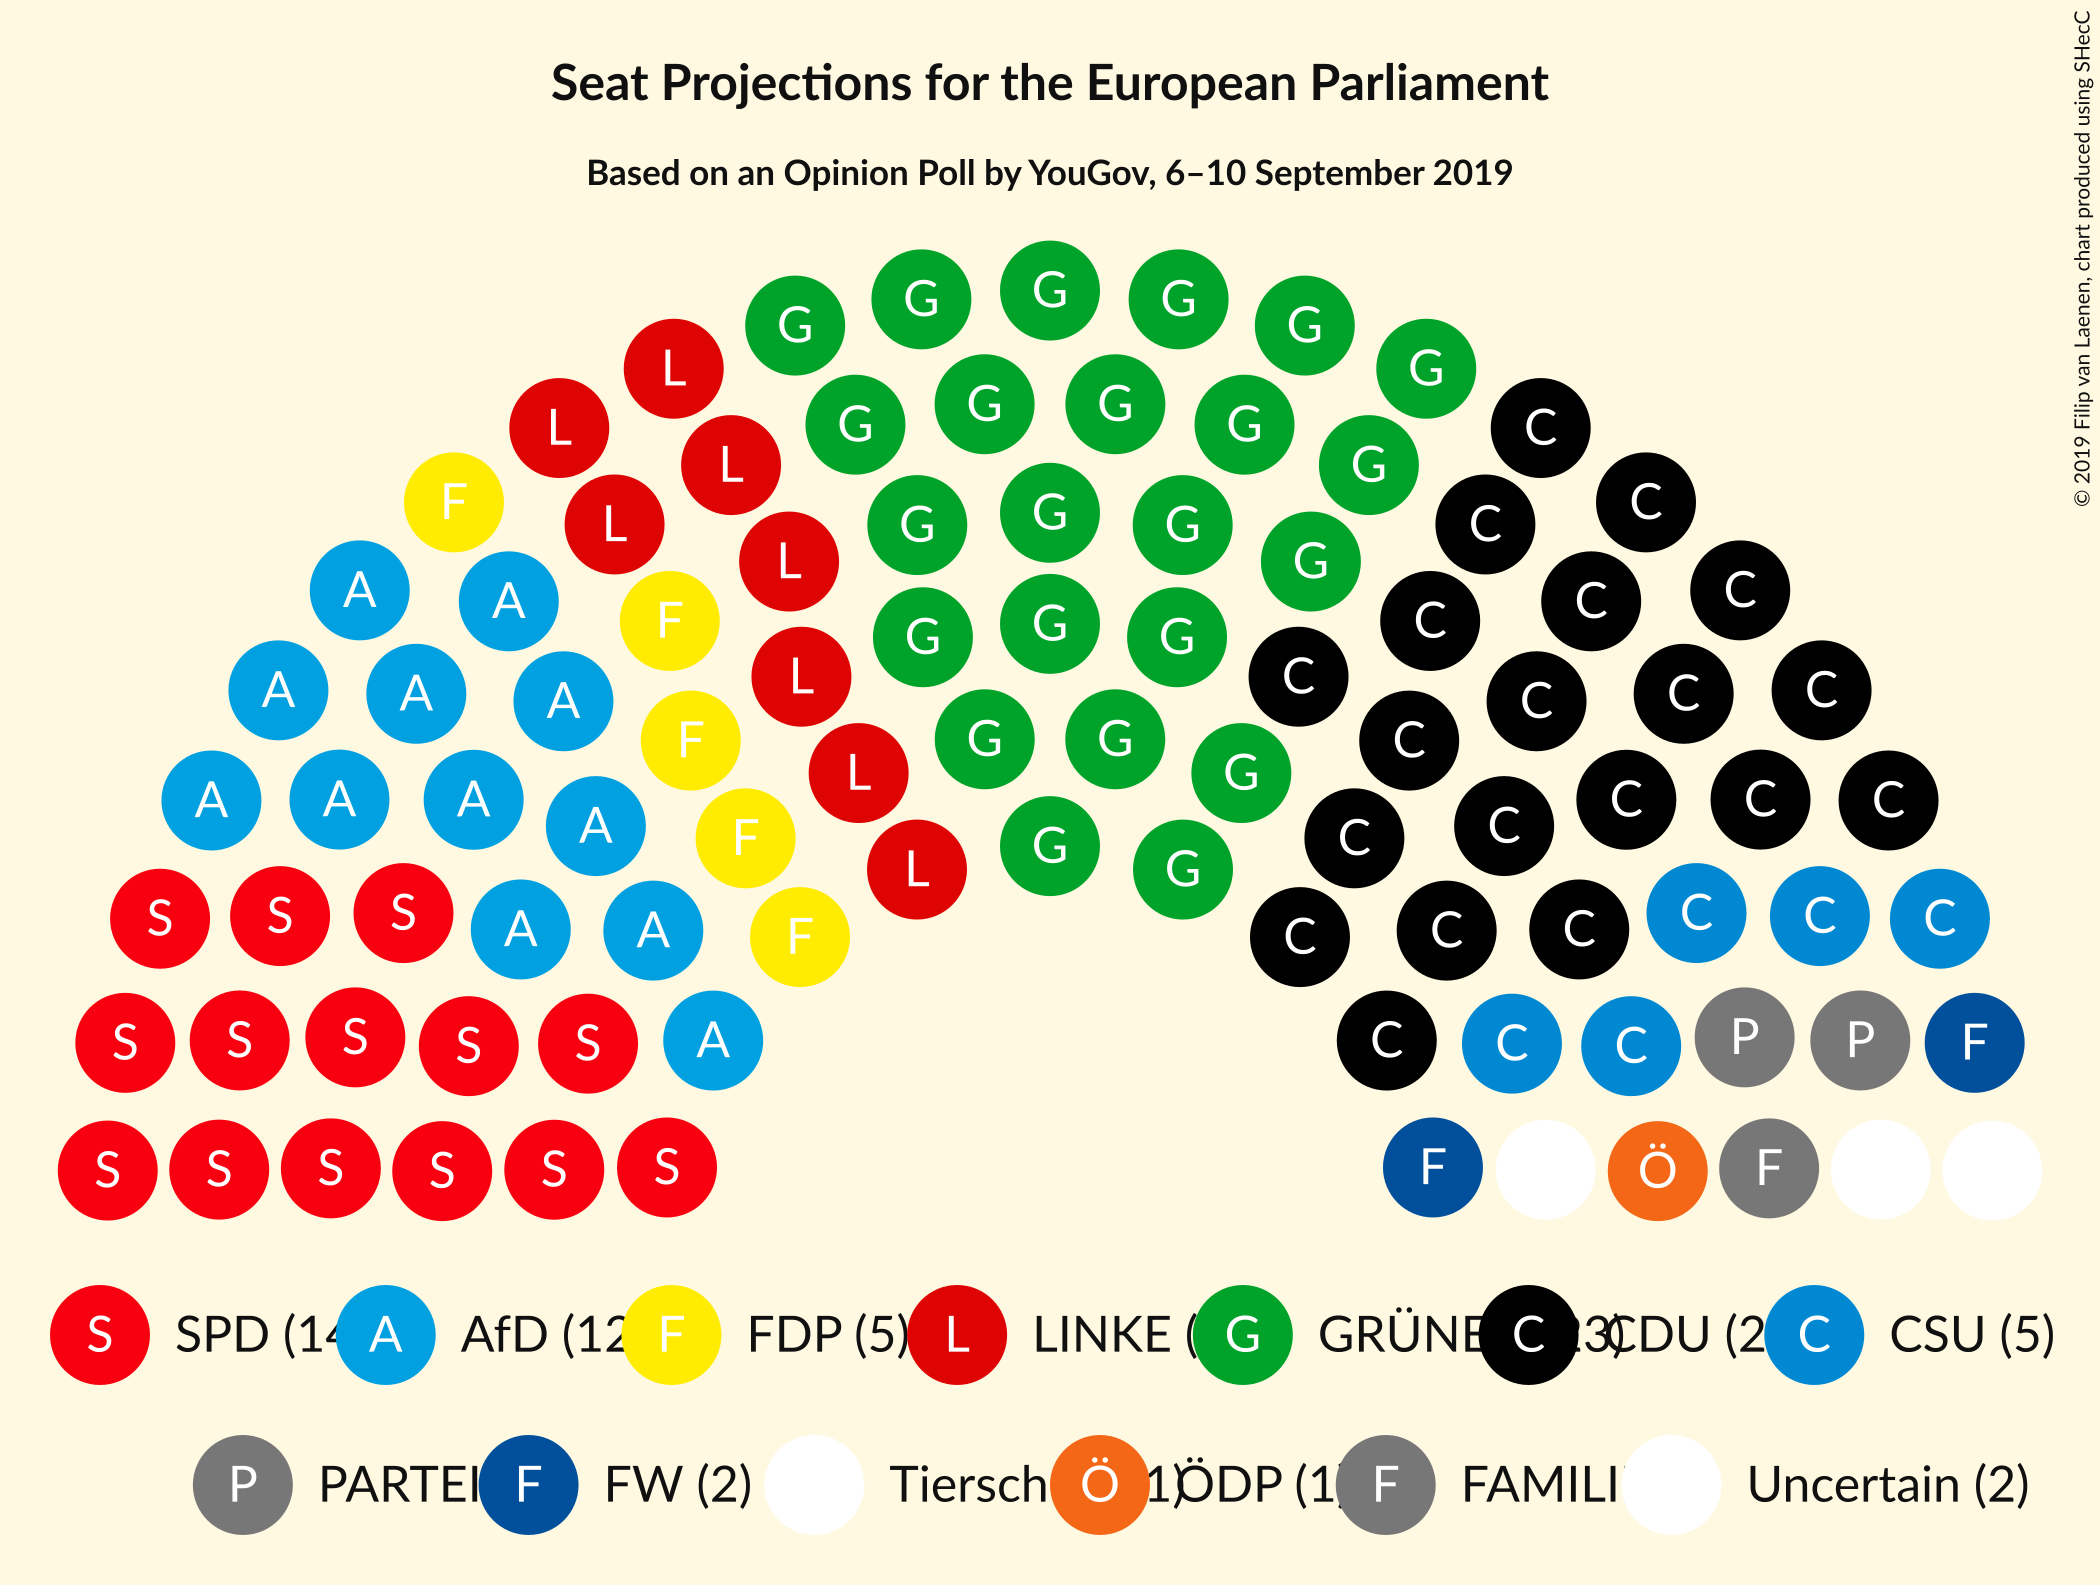 Seat Projections for the European Parliament
Based on an Opinion Poll by YouGov, 6–10 September 2019
© 2019 Filip van Laenen, chart produced using SHecC
G G G G G
L G
G G G G
L C
L G
F C
L G G G C
L G
A A C C
F G C
G G
L C
A A A C C C
F G G C
L G
A A A C C C
A F G C C
L G
S S S A A F C C C C C C
S S S S S A C C C P P F
S S S S S S F Ö F
S SPD (14 A AfD (12 F FDP (5) L LINKE ( G GRÜNE C 23) CDU (2 C CSU (5)
P PARTEI F FW (2) Tiersch Ö 1) ÖDP (1 F FAMILI Uncertain (2)